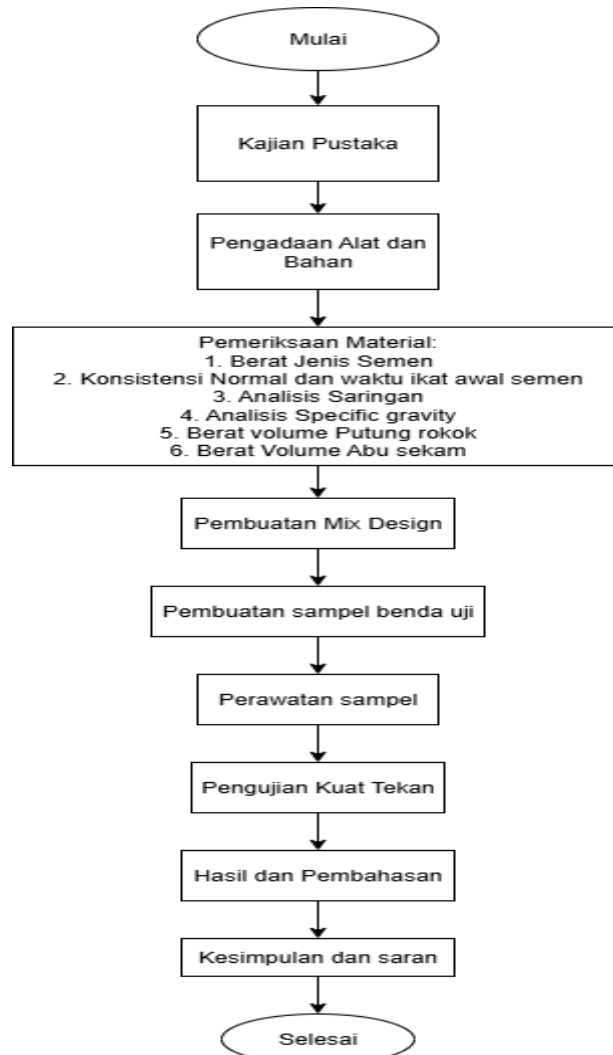 Mulai
Kajian Pustaka
Pengadaan Alat dan
Bahan
Pemeriksaan Material:
1. Berat Jenis Semen
2. Konsistensi Normal dan waktu ikat awal semen
3. Analisis Saringan
4. Analisis Specific gravity
5. Berat volume Putung rokok
6. Berat Volume Abu sekam
Pembuatan Mix Design
Pembuatan sampel benda uji
Perawatan sampel
Pengujian Kuat Tekan
Hasil dan Pembahasan
Kesimpulan dan saran
Selesai